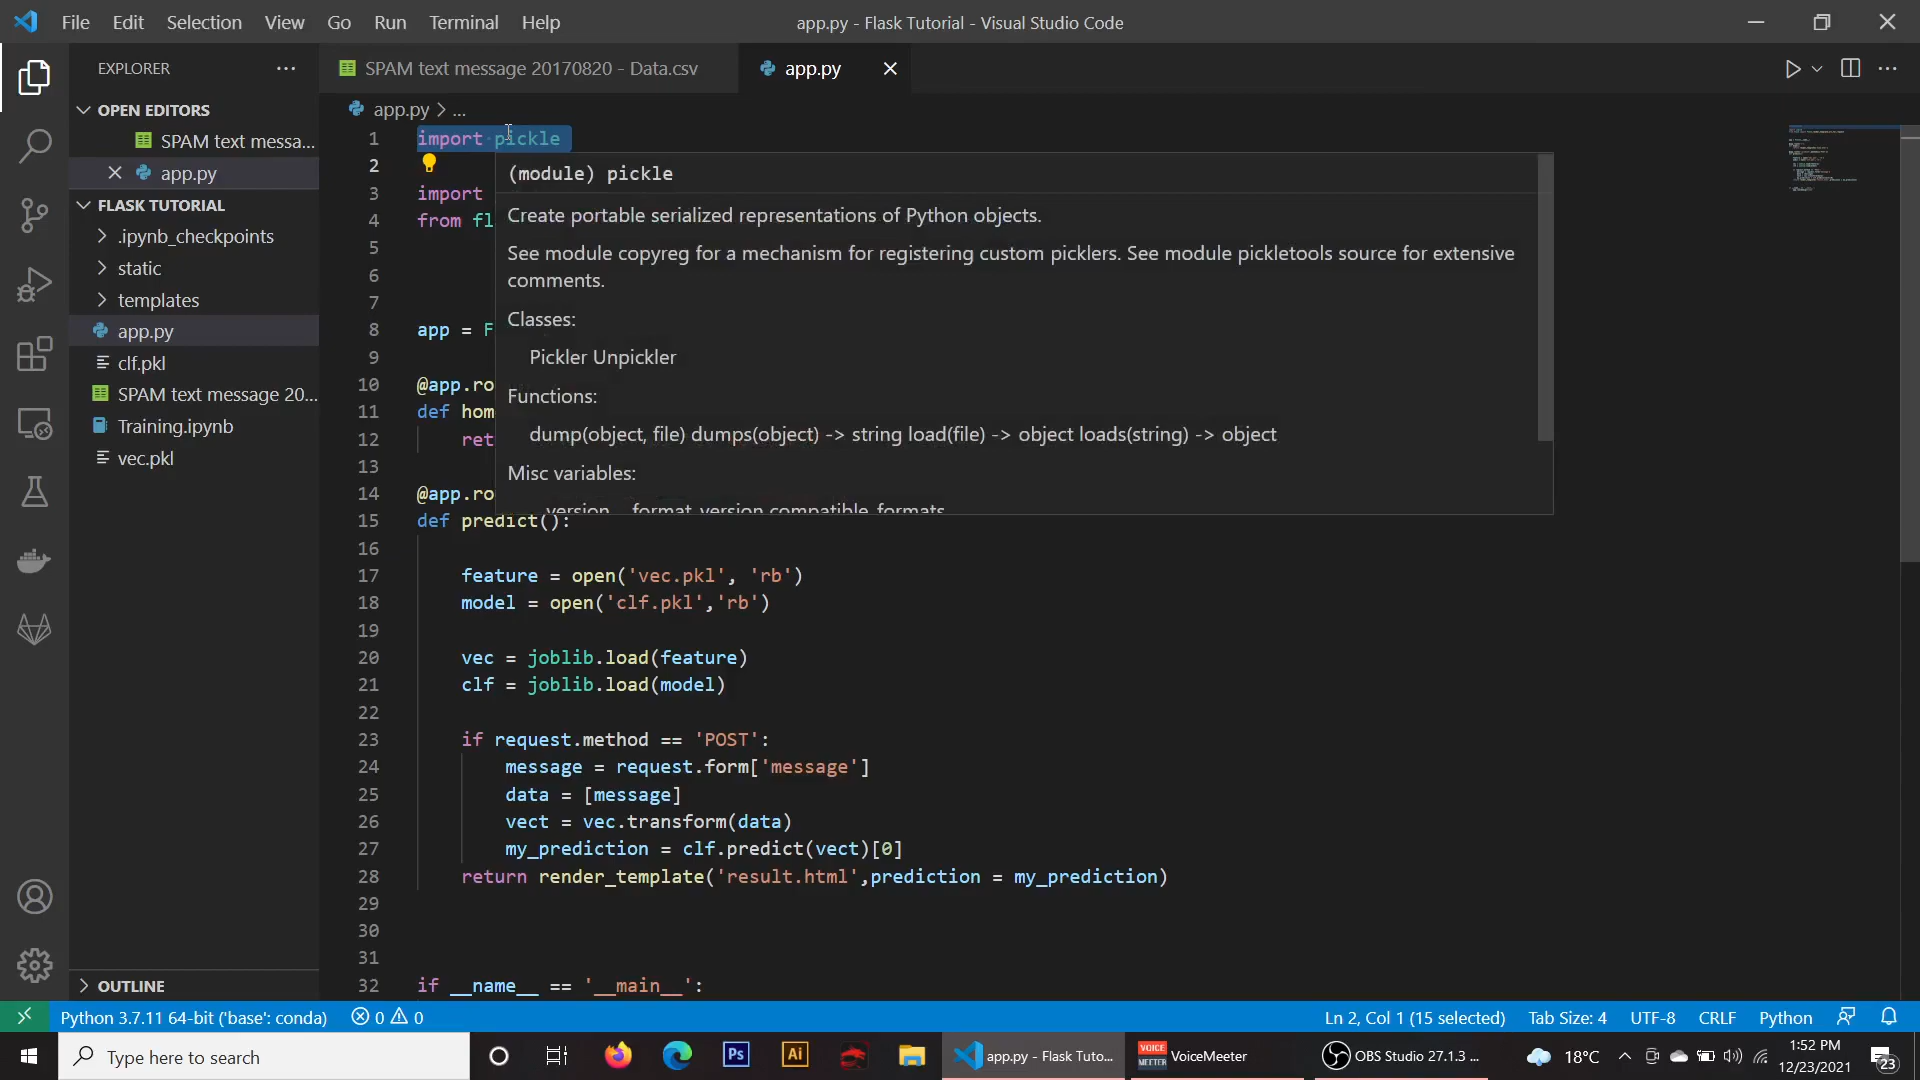 File Edit Selection View Go Run Terminal Help
app.py - Flask Tutorial - Visual Studio Code
EXPLORER
SPAM text message 20170820 - Data.csv
app.py
OPEN EDITORS
SPAM text messa...
app.py
FLASK TUTORIAL
.ipynb_checkpoints
static
templates
app.py
clf.pkl
SPAM text message 20...
Training.ipynb
vec.pkl
OUTLINE
app.py > ...
1 import pickle
2
3 import
4 from fl
5
6
7
8 app = F
9
10 @app.ro
11 def hom
12 ret
13
14 @app.ro
15 def predict():
16
17 feature = open('vec.pkl', 'rb')
18 model = open('clf.pkl','rb')
19
20 vec = joblib.load(feature)
21 clf = joblib.load(model)
22
23 if request.method == 'POST':
24 message = request.form['message']
25 data = [message]
26 vect = vec.transform(data)
27 my_prediction = clf.predict(vect)[0]
28 return render_template('result.html',prediction = my_prediction)
29
30
31
32 if __name__ == '__main__':
(module) pickle
Create portable serialized representations of Python objects.
See module copyreg for a mechanism for registering custom picklers. See module pickletools source for extensive
comments.
Classes:
Pickler Unpickler
Functions:
dump(object, file) dumps(object) -> string load(file) -> object loads(string) -> object
Misc variables:
version format_version compatible_formats
Python 3.7.11 64-bit ('base': conda) 0 0
Ln 2, Col 1 (15 selected) Tab Size: 4 UTF-8 CRLF Python
Type here to search
Ps
Ai
app.py - Flask Tuto...
VOICE
MEETER
VoiceMeeter
OBS Studio 27.1.3 ...
18°C
1:52 PM
12/23/2021
23